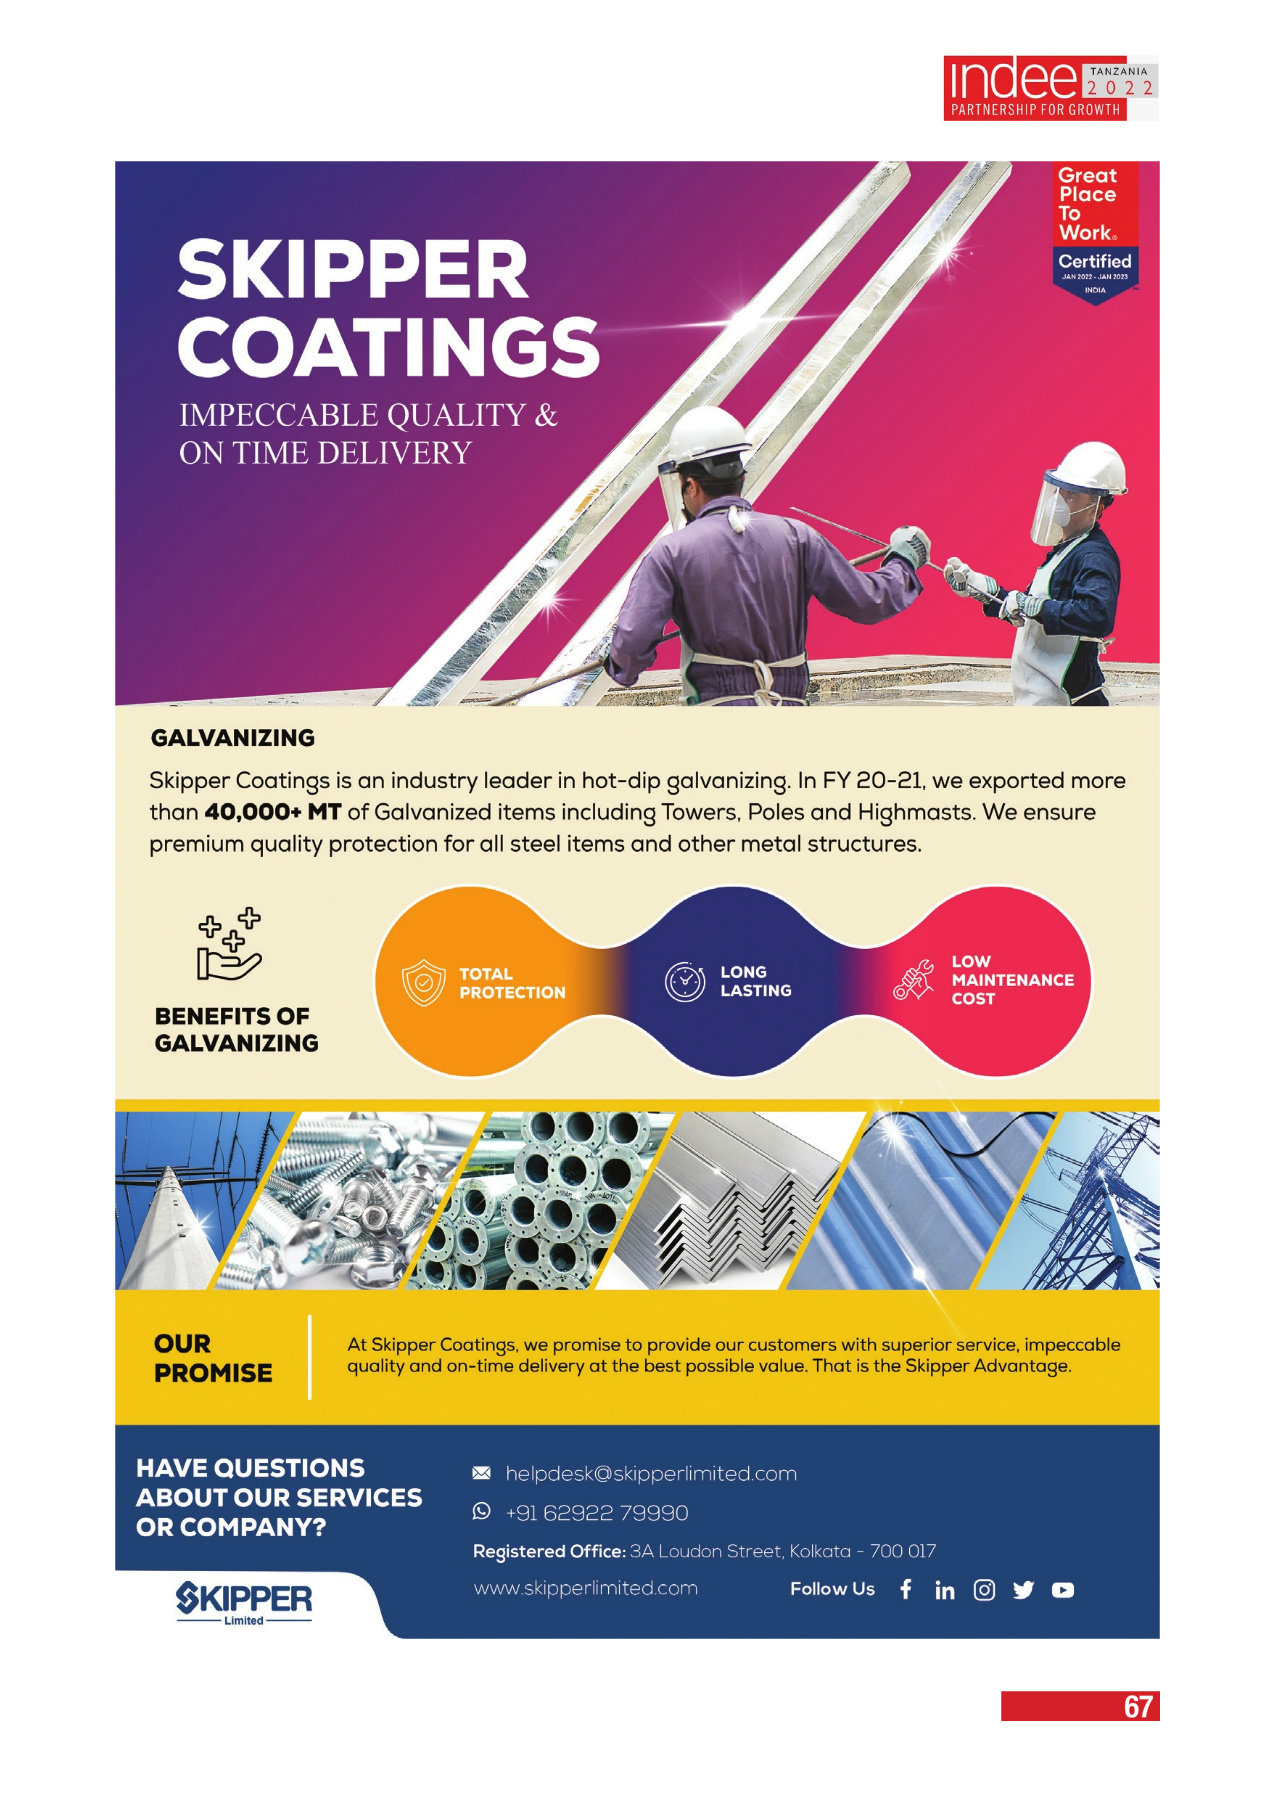 indee
TANZANIA
2022
PARTNERSHIP FOR GROWTH
Great
Place
To
Work®
Certified
JAN 2022 - JAN 2023
INDIA
SKIPPER
COATINGS
IMPECCABLE QUALITY &
ON TIME DELIVERY
GALVANIZING
Skipper Coatings is an industry leader in hot-dip galvanizing. In FY 20-21, we exported more
than 40,000+ MT of Galvanized items including Towers, Poles and Highmasts. We ensure
premium quality protection for all steel items and other metal structures.
BENEFITS OF
GALVANIZING
TOTAL
PROTECTION
LONG
LASTING
LOW
MAINTENANCE
COST
OUR
PROMISE
At Skipper Coatings, we promise to provide our customers with superior service, impeccable
quality and on-time delivery at the best possible value. That is the Skipper Advantage.
HAVE QUESTIONS
ABOUT OUR SERVICES
OR COMPANY?
helpdesk@skipperlimited.com
+91 62922 79990
Registered Office: 3A Loudon Street, Kolkata - 700 017
www.skipperlimited.com
Follow Us
SKIPPER
Limited
67